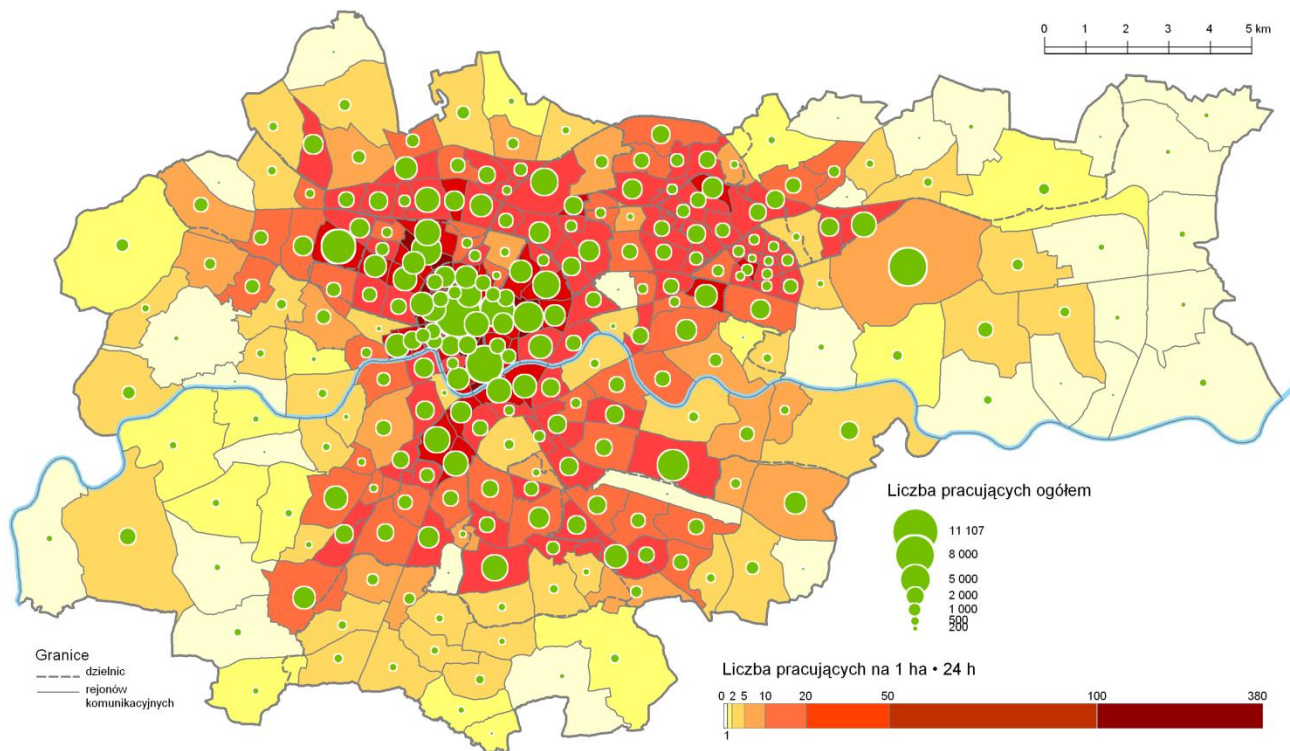 0 1 2 3 4 5 km
Liczba pracujących ogółem
11 107
8 000
5 000
2 000
1 000
500
200
Granice
dzielnic
rejonów
komunikacyjnych
Liczba pracujących na 1 ha • 24 h
0 2 5 10 20 50 100 380
1